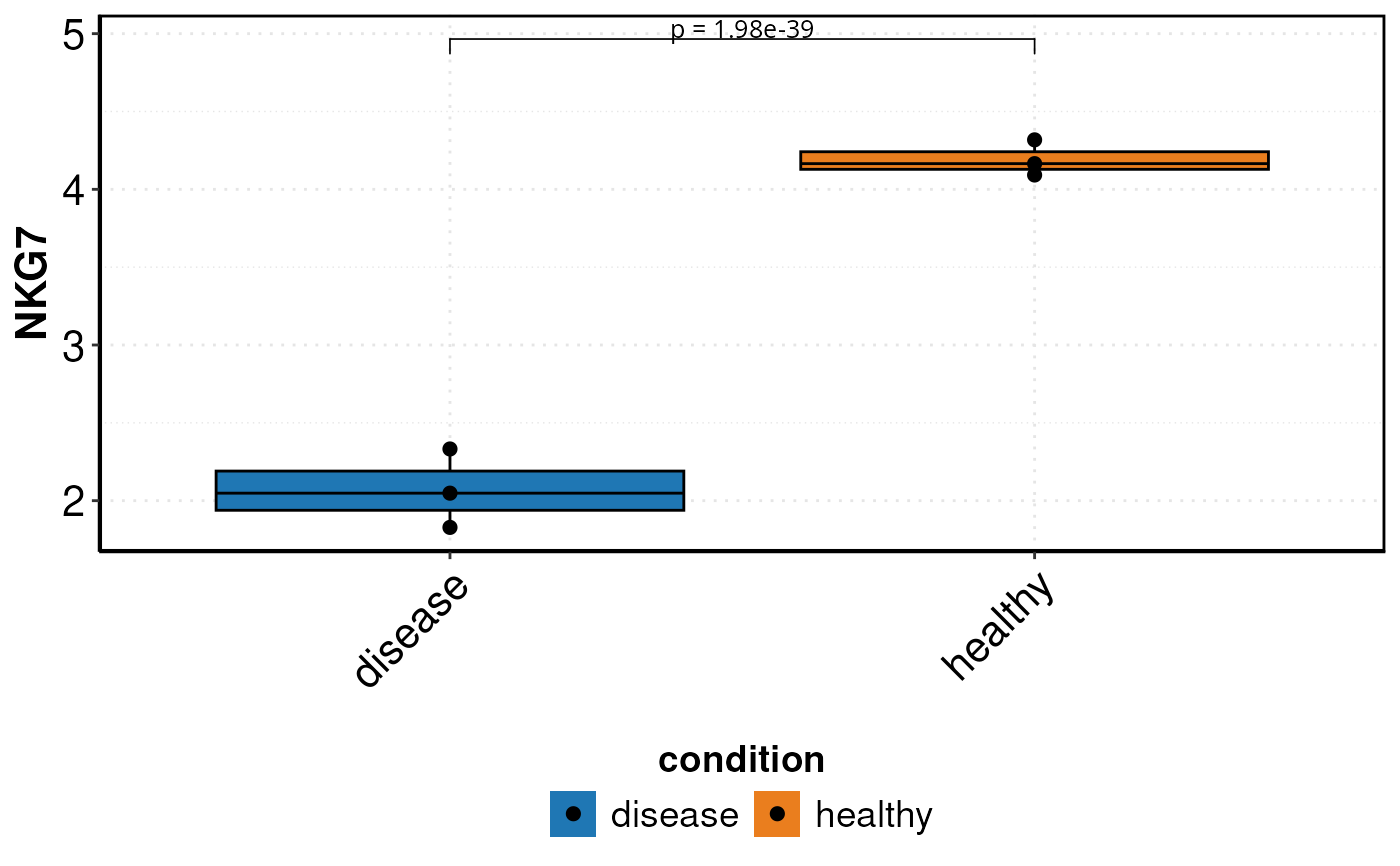 p = 1.98e-39
NKG7
5
4
3
2
disease
healthy
condition
disease
healthy